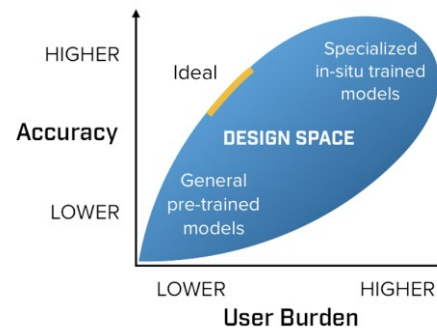 HIGHER
Ideal
Specialized
in-situ trained
models
Accuracy
DESIGN SPACE
General
pre-trained
models
LOWER
LOWER
HIGHER
User Burden